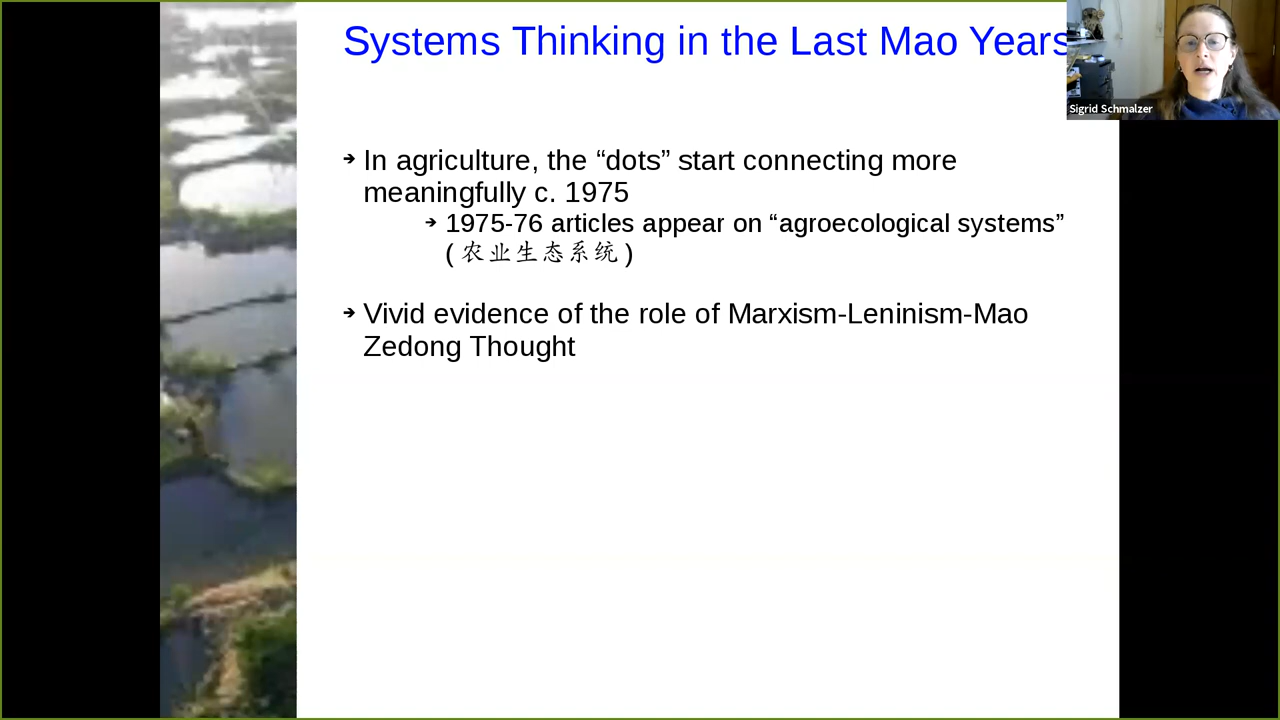 Systems Thinking in the Last Mao Years
Sigrid Schmalzer
➔ In agriculture, the “dots” start connecting more
meaningfully c. 1975
➔ 1975-76 articles appear on “agroecological systems”
( 农业生态系统 )
➔ Vivid evidence of the role of Marxism-Leninism-Mao
Zedong Thought